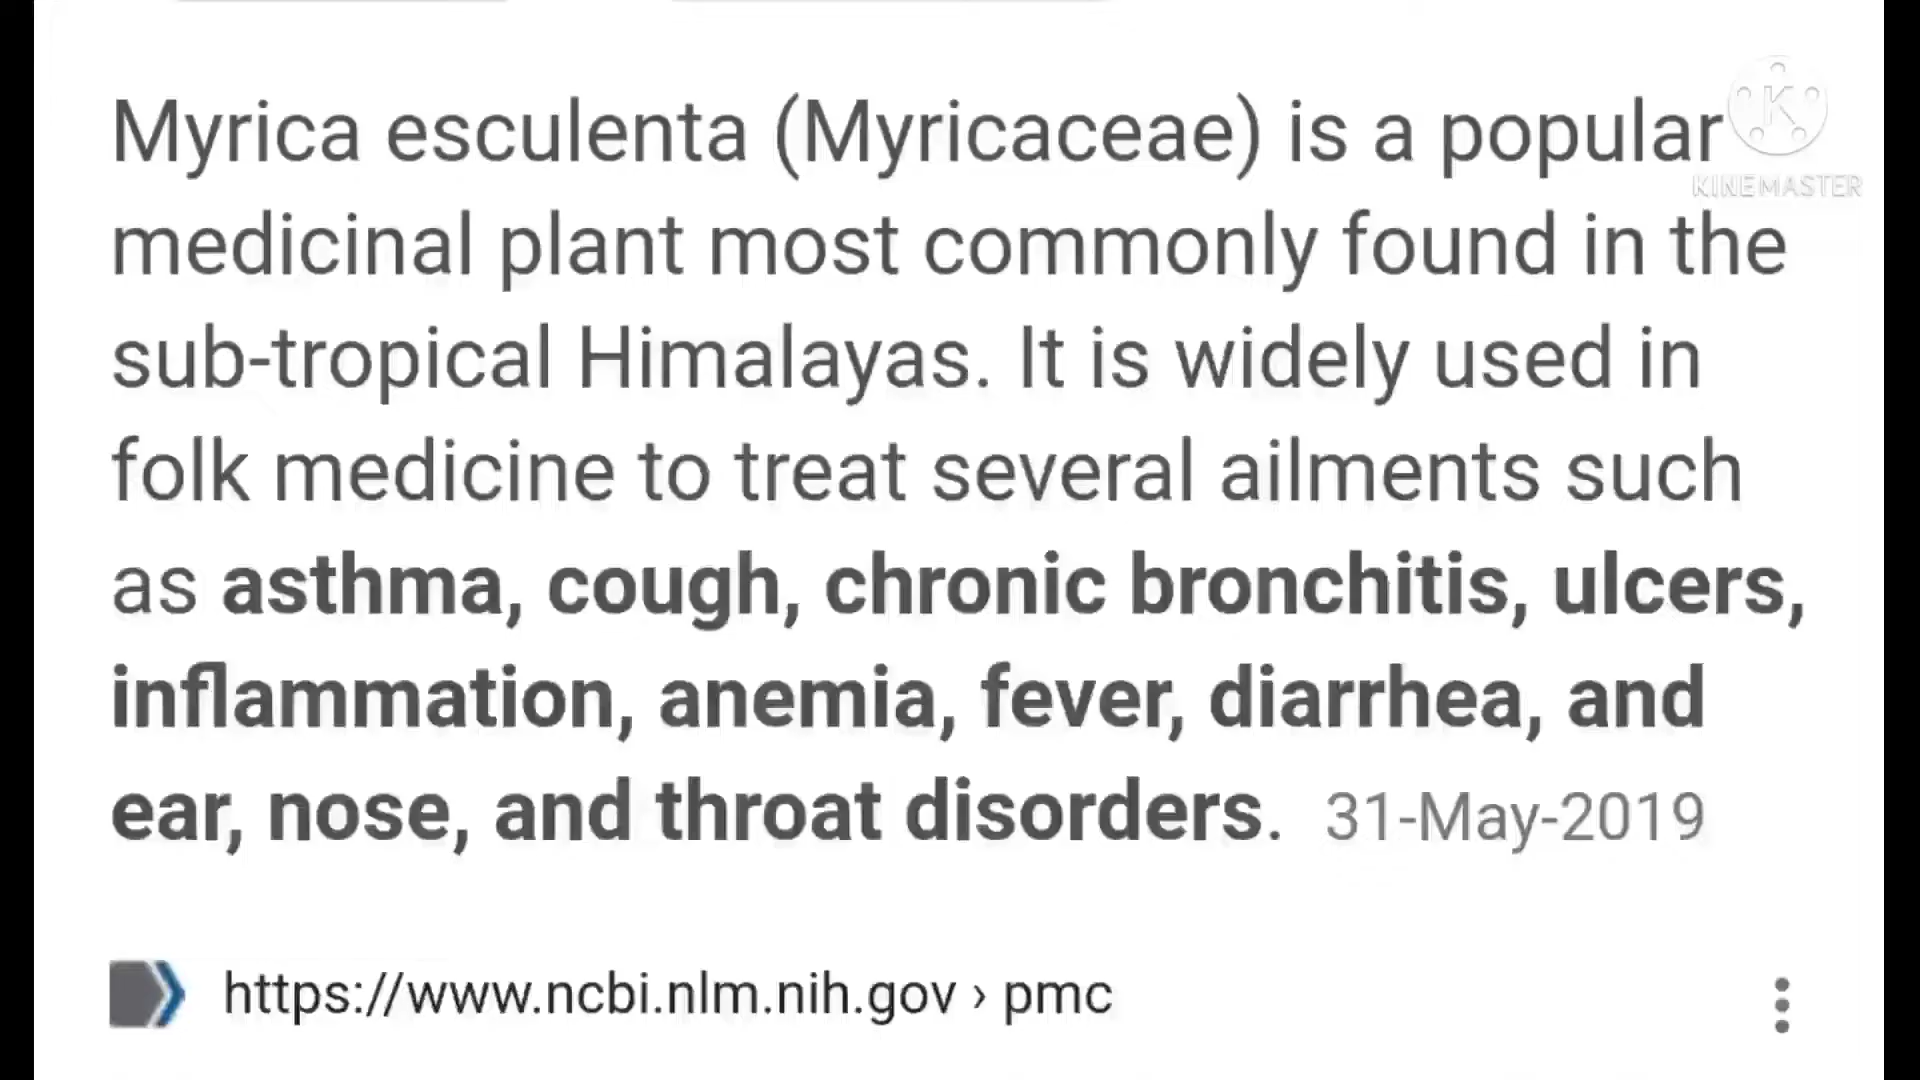 Myrica esculenta (Myricaceae) is a popular
KINEMASTER
medicinal plant most commonly found in the
sub-tropical Himalayas. It is widely used in
folk medicine to treat several ailments such
as asthma, cough, chronic bronchitis, ulcers,
inflammation, anemia, fever, diarrhea, and
ear, nose, and throat disorders. 31-May-2019
https://www.ncbi.nlm.nih.gov › pmc